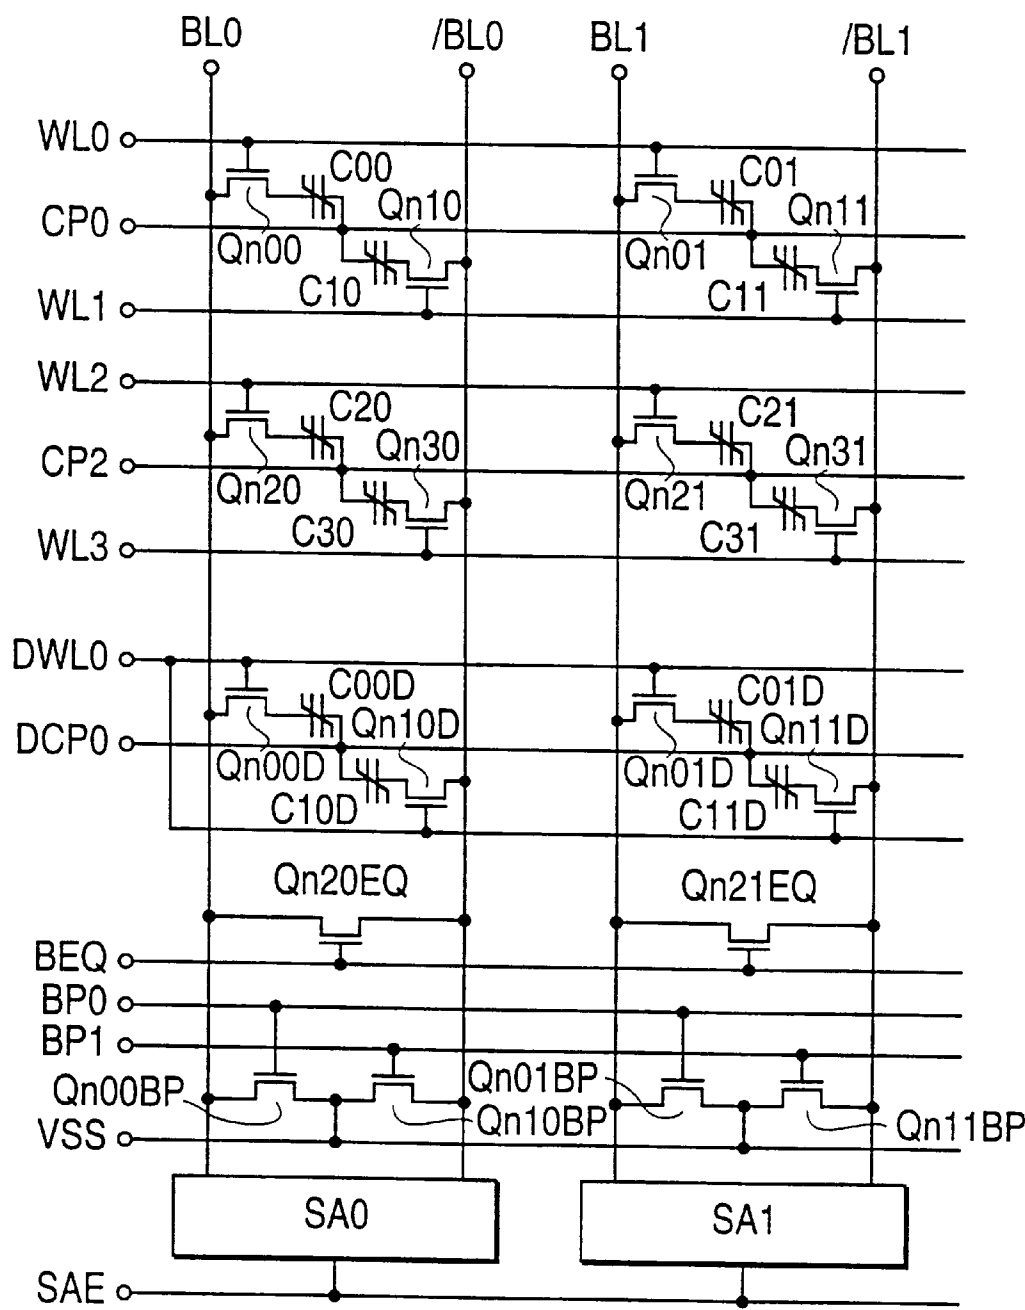 BL0 /BL0 BL1 /BL1
WL0
C00 C01
Qn10 Qn11
CP0
Qn00 Qn01
C10 C11
WL1
WL2
C20 C21
Qn30 Qn31
CP2
Qn20 Qn21
C30 C31
WL3
DWL0
C00D C01D
Qn10D Qn11D
DCP0
Qn00D Qn01D
C10D C11D
Qn20EQ Qn21EQ
BEQ
BP0
BP1
Qn00BP Qn01BP
Qn10BP Qn11BP
VSS
SA0 SA1
SAE